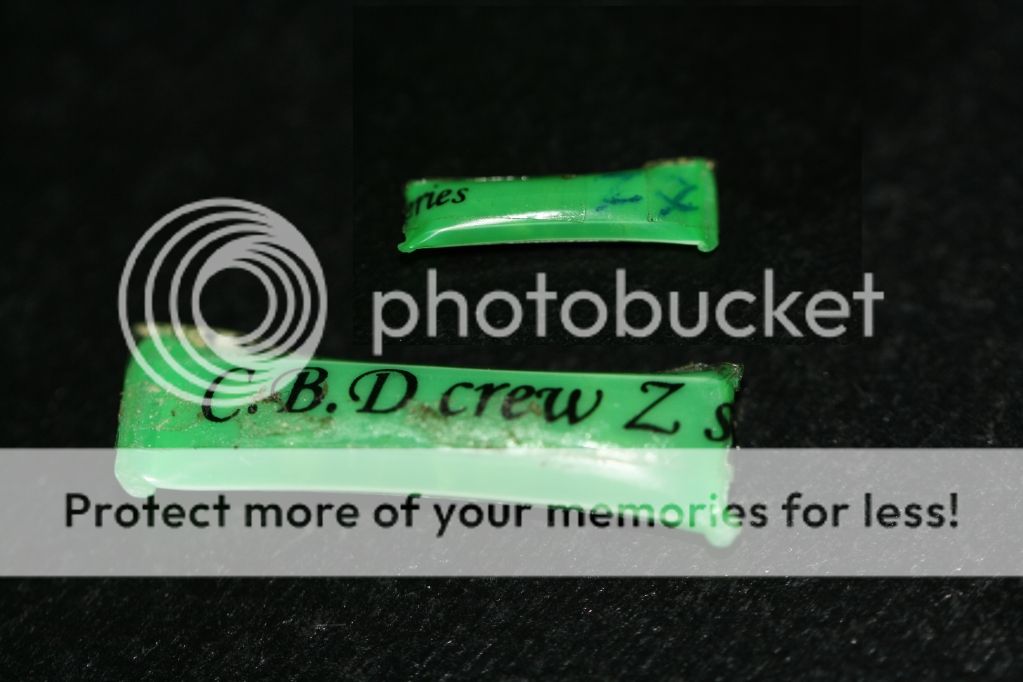 eries
photobucket
C.B.D crew Z s
Protect more of your memories for less!